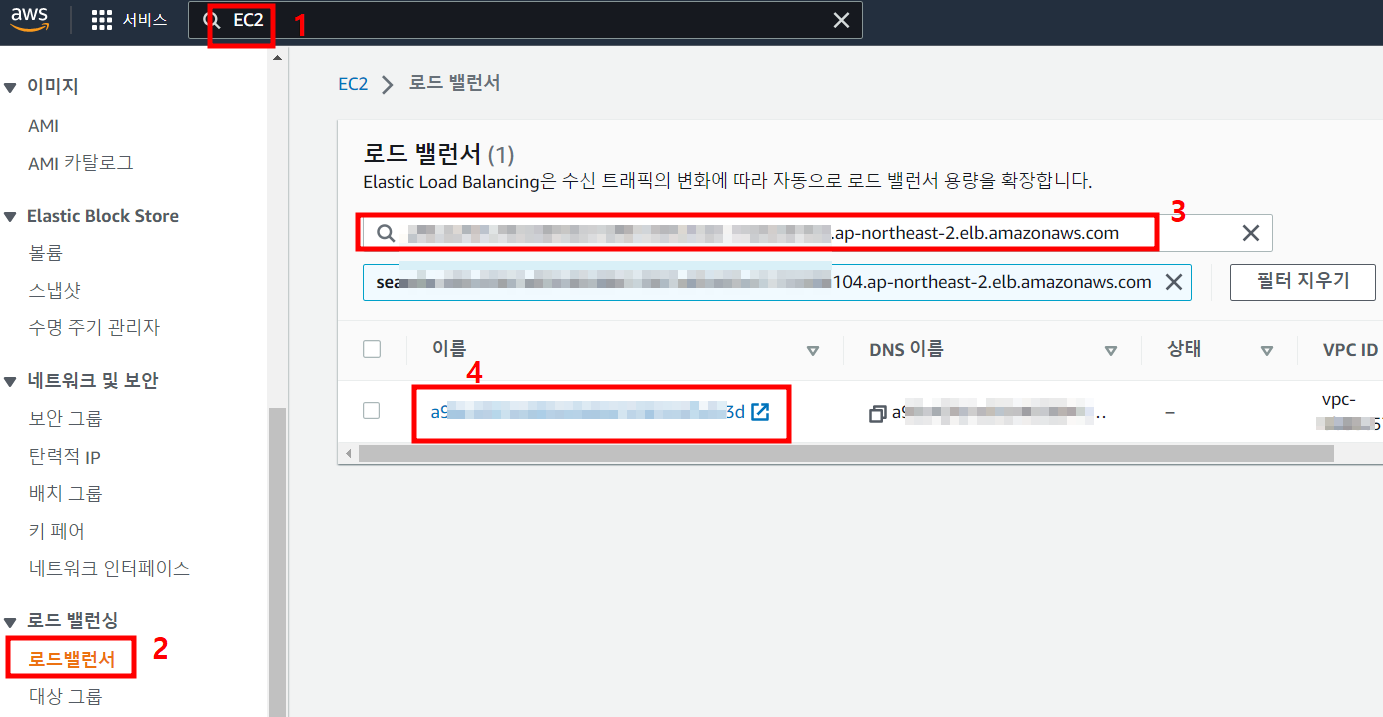 aws
서비스
EC2
1
이미지
AMI
AMI 카탈로그
Elastic Block Store
볼륨
스냅샷
수명 주기 관리자
네트워크 및 보안
보안 그룹
탄력적 IP
배치 그룹
키 페어
네트워크 인터페이스
로드 밸런싱
로드밸런서
2
대상 그룹
EC2 > 로드 밸런서
로드 밸런서 (1)
Elastic Load Balancing은 수신 트래픽의 변화에 따라 자동으로 로드 밸런서 용량을 확장합니다.
3
.ap-northeast-2.elb.amazonaws.com
sea 104.ap-northeast-2.elb.amazonaws.com
필터 지우기
이름 DNS 이름 상태 VPC ID
4
a9 3d a9 .. – vpc-
5